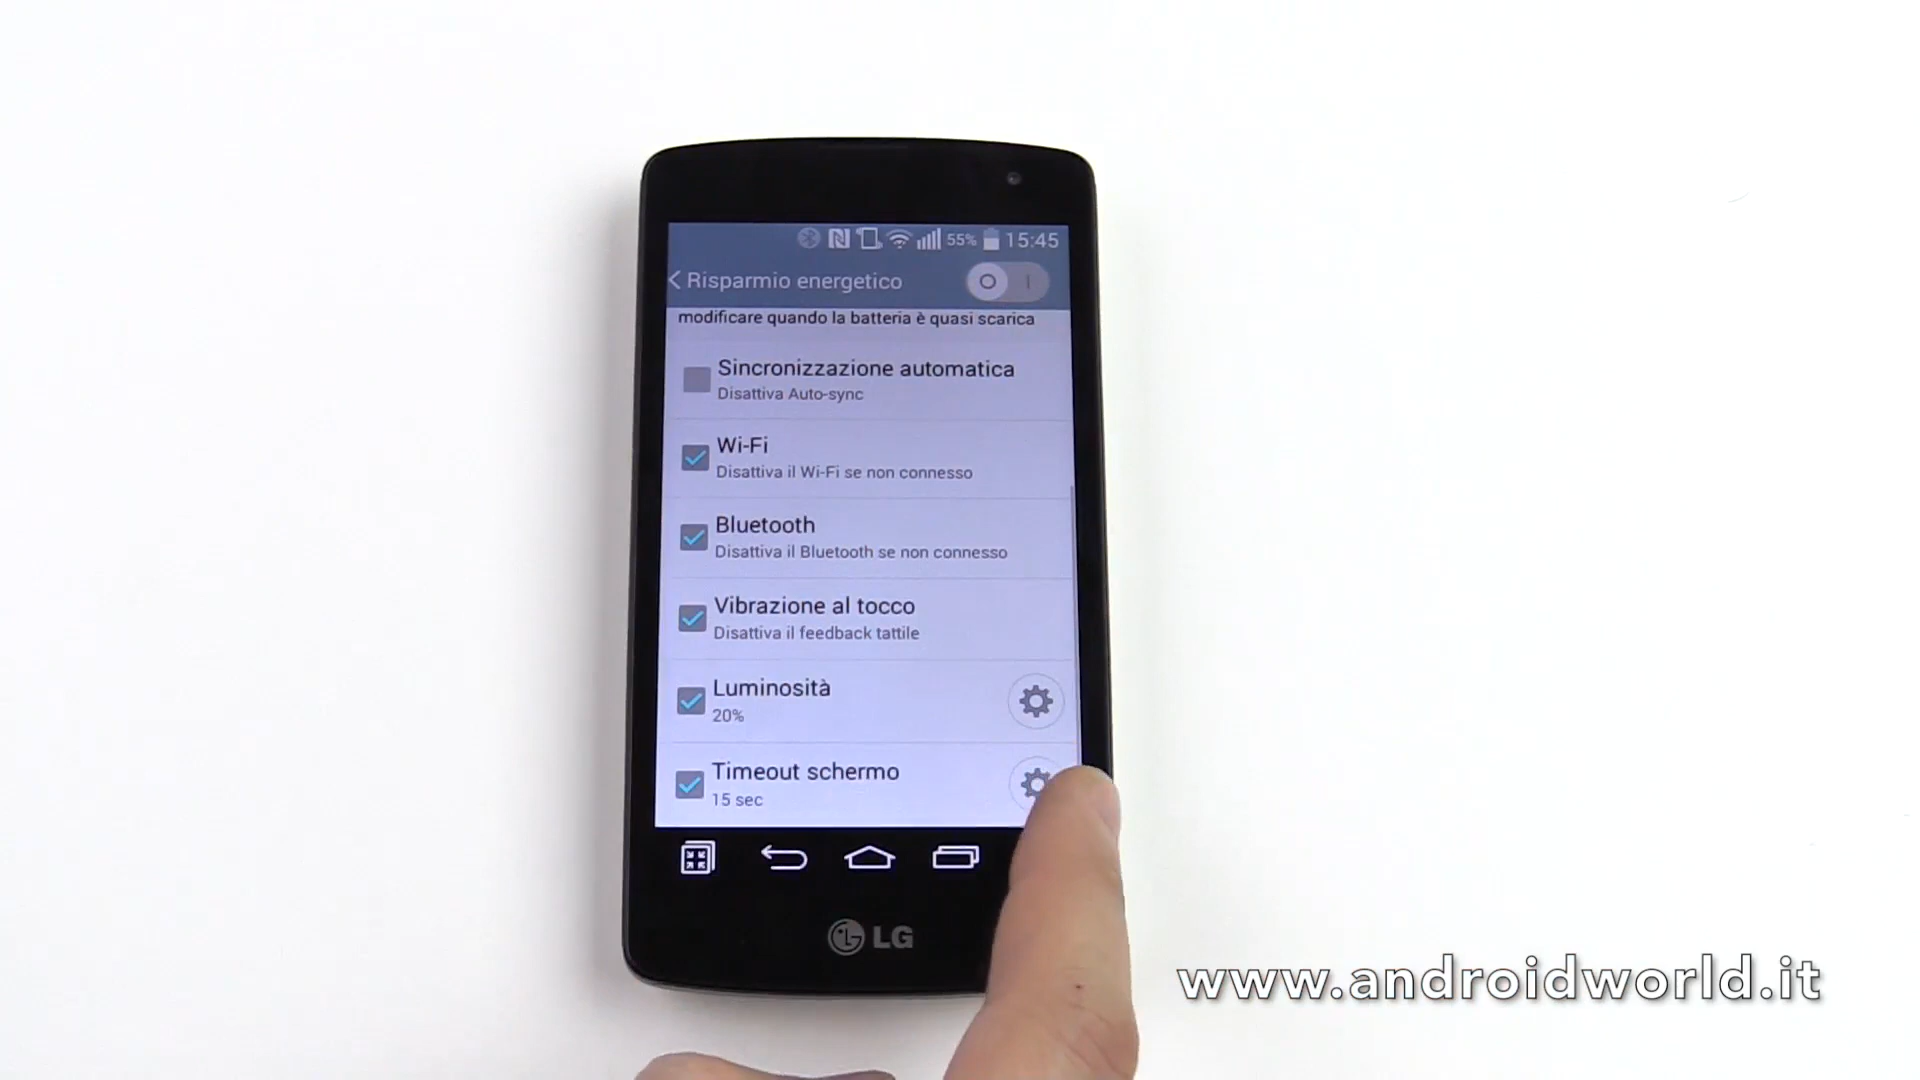 55% 15:45
Risparmio energetico
modificare quando la batteria è quasi scarica
Sincronizzazione automatica
Disattiva Auto-sync
Wi-Fi
Disattiva il Wi-Fi se non connesso
Bluetooth
Disattiva il Bluetooth se non connesso
Vibrazione al tocco
Disattiva il feedback tattile
Luminosità
20%
Timeout schermo
15 sec
LG
www.androidworld.it